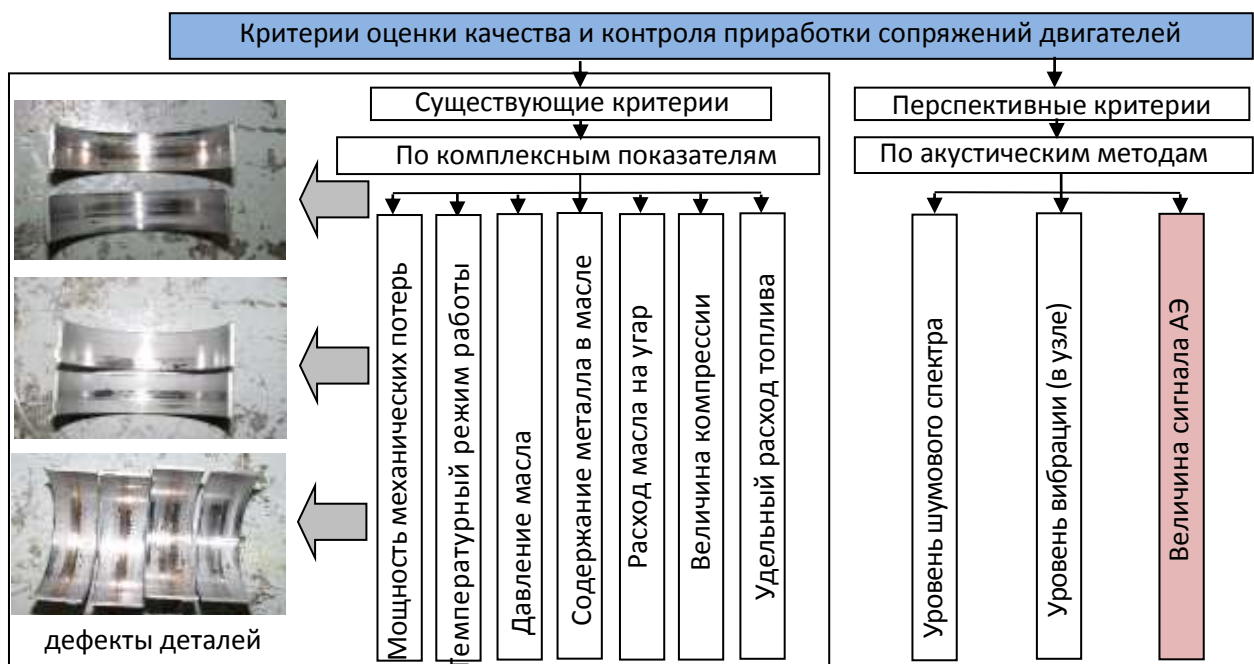 Критерии оценки качества и контроля приработки сопряжений двигателей
Существующие критерии
Перспективные критерии
По комплексным показателям
По акустическим методам
Мощность механических потерь
Температурный режим работы
Давление масла
Содержание металла в масле
Расход масла на угар
Величина компрессии
Удельный расход топлива
Уровень шумового спектра
Уровень вибрации (в узле)
Величина сигнала АЭ
дефекты деталей